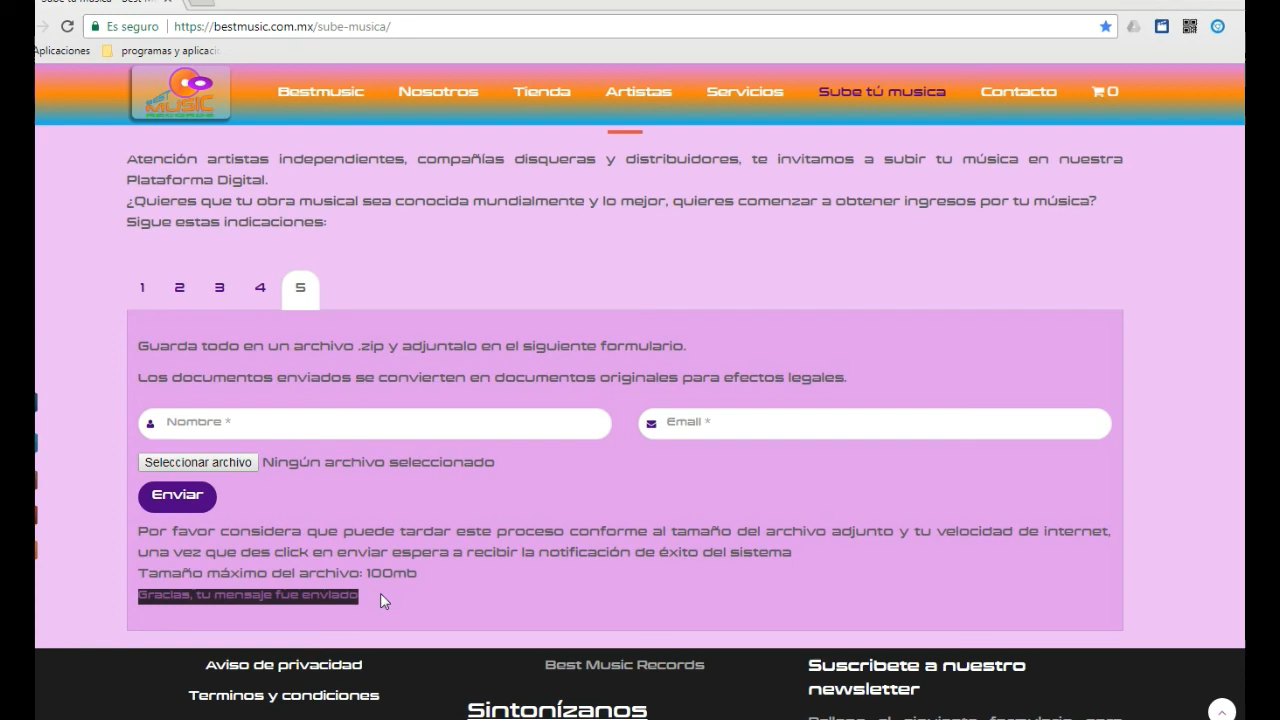 Es seguro https://bestmusic.com.mx/sube-musica/
Aplicaciones programas y aplicaci
MUSIC
RECORDS
Bestmusic Nosotros Tienda Artistas Servicios Sube tú musica Contacto 0
Atención artistas independientes, compañías disqueras y distribuidores, te invitamos a subir tu música en nuestra
Plataforma Digital.
¿Quieres que tu obra musical sea conocida mundialmente y lo mejor, quieres comenzar a obtener ingresos por tu música?
Sigue estas indicaciones:
1 2 3 4 5
Guarda todo en un archivo .zip y adjuntalo en el siguiente formulario.
Los documentos enviados se convierten en documentos originales para efectos legales.
Nombre * Email *
Seleccionar archivo Ningún archivo seleccionado
Enviar
Por favor considera que puede tardar este proceso conforme al tamaño del archivo adjunto y tu velocidad de internet,
una vez que des click en enviar espera a recibir la notificación de éxito del sistema
Tamaño máximo del archivo: 100mb
Gracias, tu mensaje fue enviado
Aviso de privacidad Best Music Records Suscribete a nuestro
newsletter
Terminos y condiciones
Sintonízanos